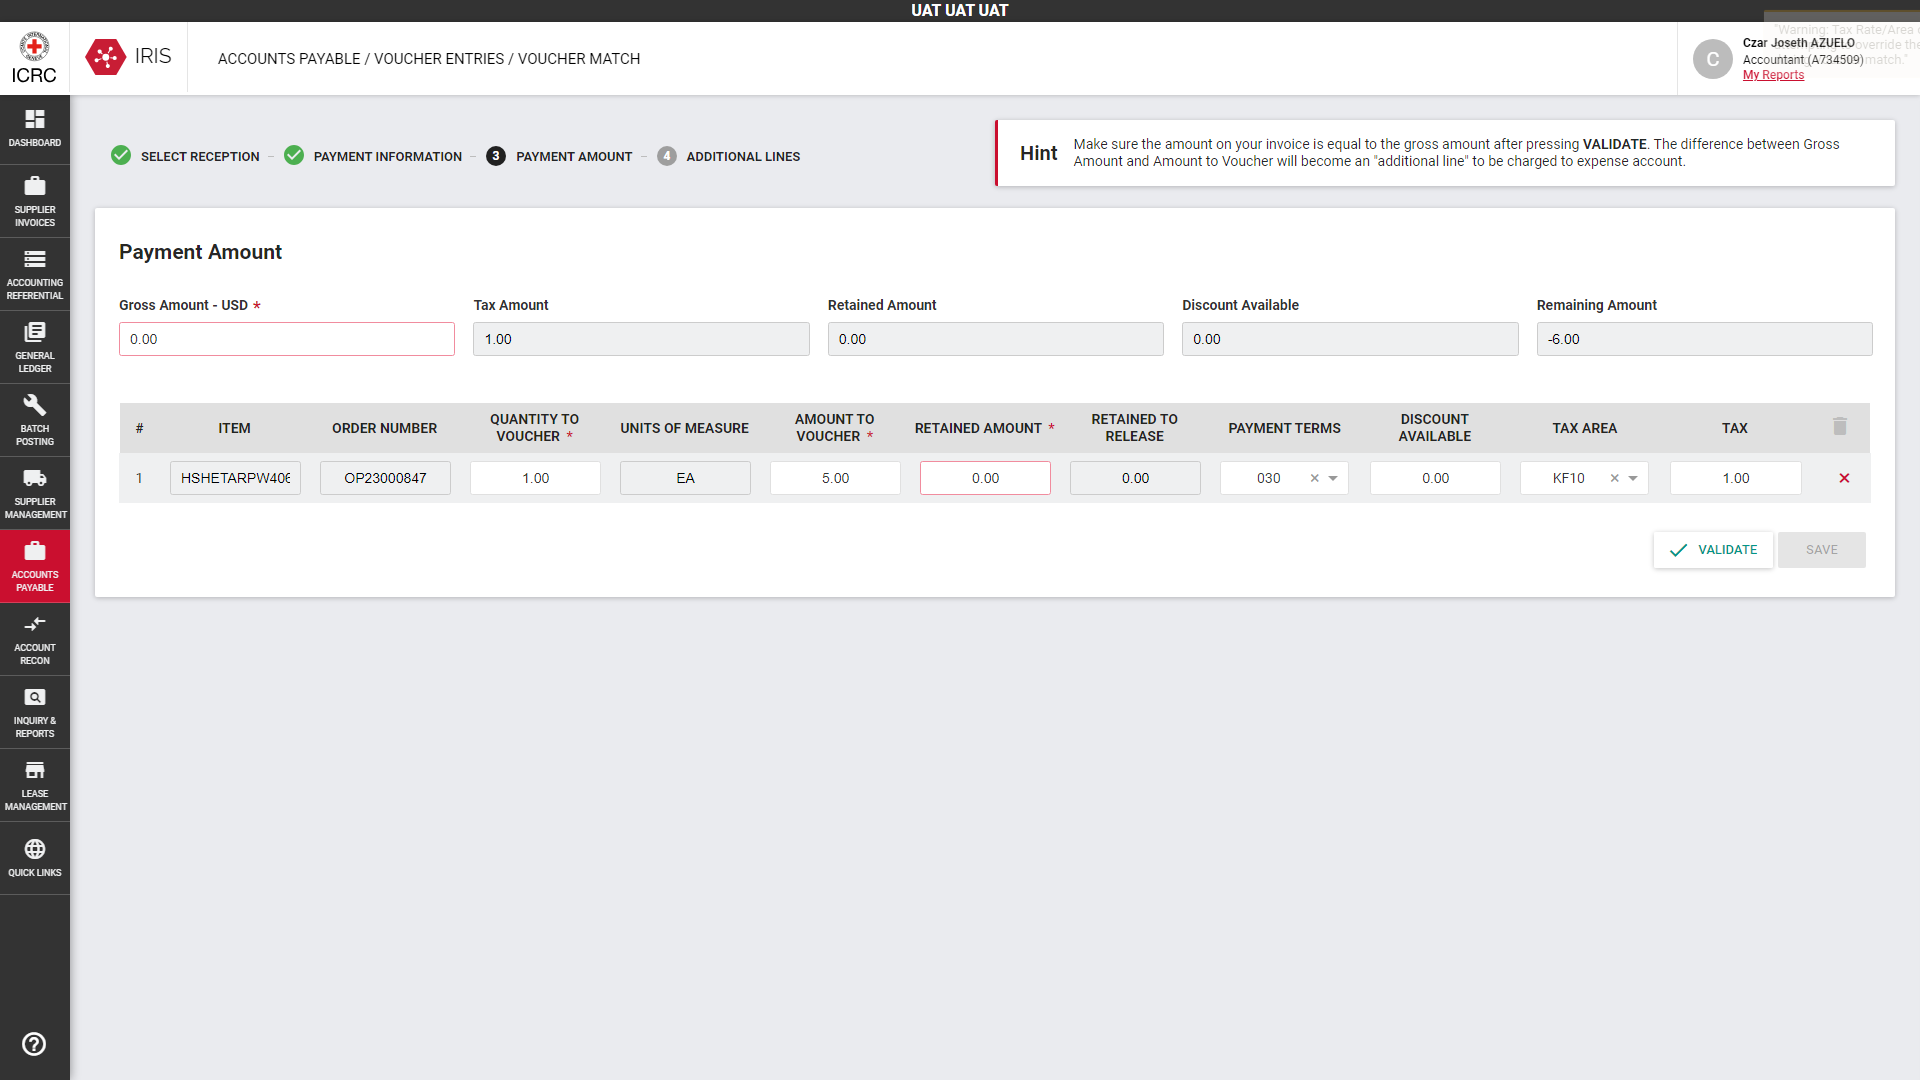 UAT UAT UAT
ICRC
IRIS
ACCOUNTS PAYABLE / VOUCHER ENTRIES / VOUCHER MATCH
"Warning: Tax Rate/Area
override the
match."
C
Czar Joseth AZUELO
Accountant (A734509)
My Reports
DASHBOARD
SUPPLIER
INVOICES
ACCOUNTING
REFERENTIAL
GENERAL
LEDGER
BATCH
POSTING
SUPPLIER
MANAGEMENT
ACCOUNTS
PAYABLE
ACCOUNT
RECON
INQUIRY &
REPORTS
LEASE
MANAGEMENT
QUICK LINKS
SELECT RECEPTION – PAYMENT INFORMATION – 3 PAYMENT AMOUNT – 4 ADDITIONAL LINES
Hint
Make sure the amount on your invoice is equal to the gross amount after pressing VALIDATE. The difference between Gross
Amount and Amount to Voucher will become an "additional line" to be charged to expense account.
Payment Amount
Gross Amount - USD * Tax Amount Retained Amount Discount Available Remaining Amount
0.00 1.00 0.00 0.00 -6.00
# ITEM ORDER NUMBER QUANTITY TO VOUCHER * UNITS OF MEASURE AMOUNT TO VOUCHER * RETAINED AMOUNT * RETAINED TO RELEASE PAYMENT TERMS DISCOUNT AVAILABLE TAX AREA TAX
1 HSHETARPW406 OP23000847 1.00 EA 5.00 0.00 0.00 030 0.00 KF10 1.00
VALIDATE SAVE